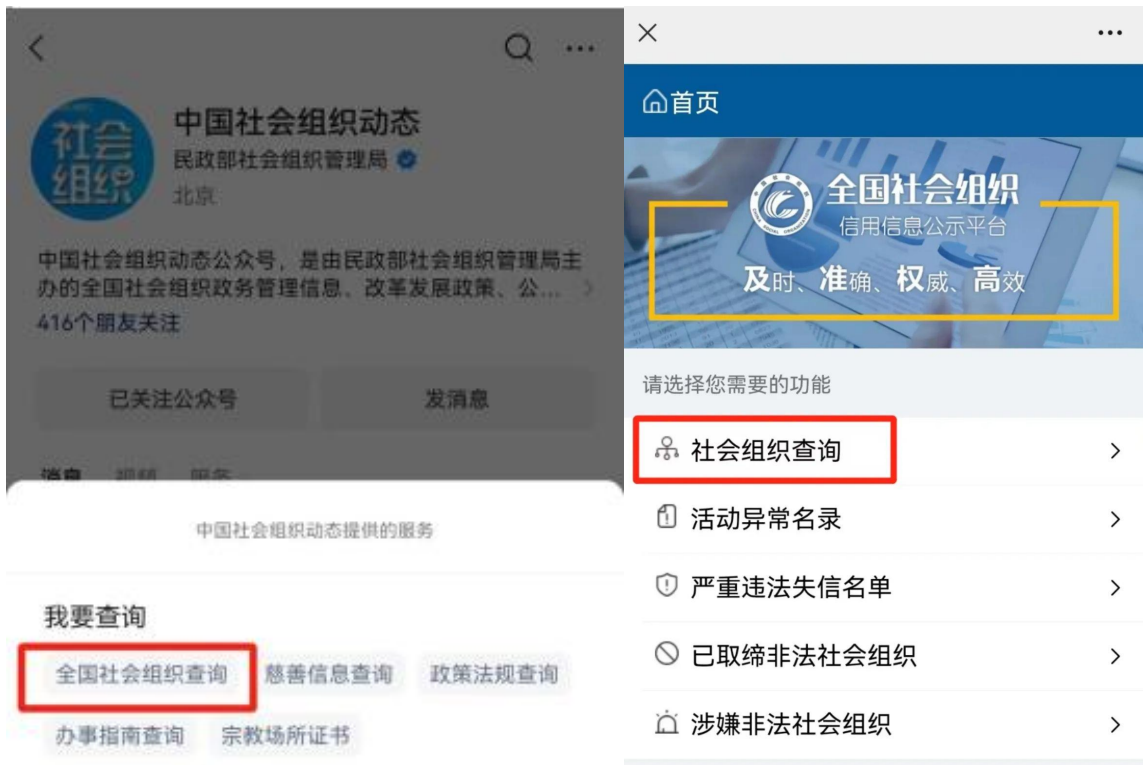 中国社会组织动态
民政部社会组织管理局
北京
中国社会组织动态公众号，是由民政部社会组织管理局主
办的全国社会组织政务管理信息、改革发展政策、公...
416个朋友关注
已关注公众号
发消息
消息 视频 服务
中国社会组织动态提供的服务
我要查询
全国社会组织查询 慈善信息查询 政策法规查询
办事指南查询 宗教场所证书
首页
全国社会组织
信用信息公示平台
及时、准确、权威、高效
请选择您需要的功能
社会组织查询
活动异常名录
严重违法失信名单
已取缔非法社会组织
涉嫌非法社会组织
社会
组织